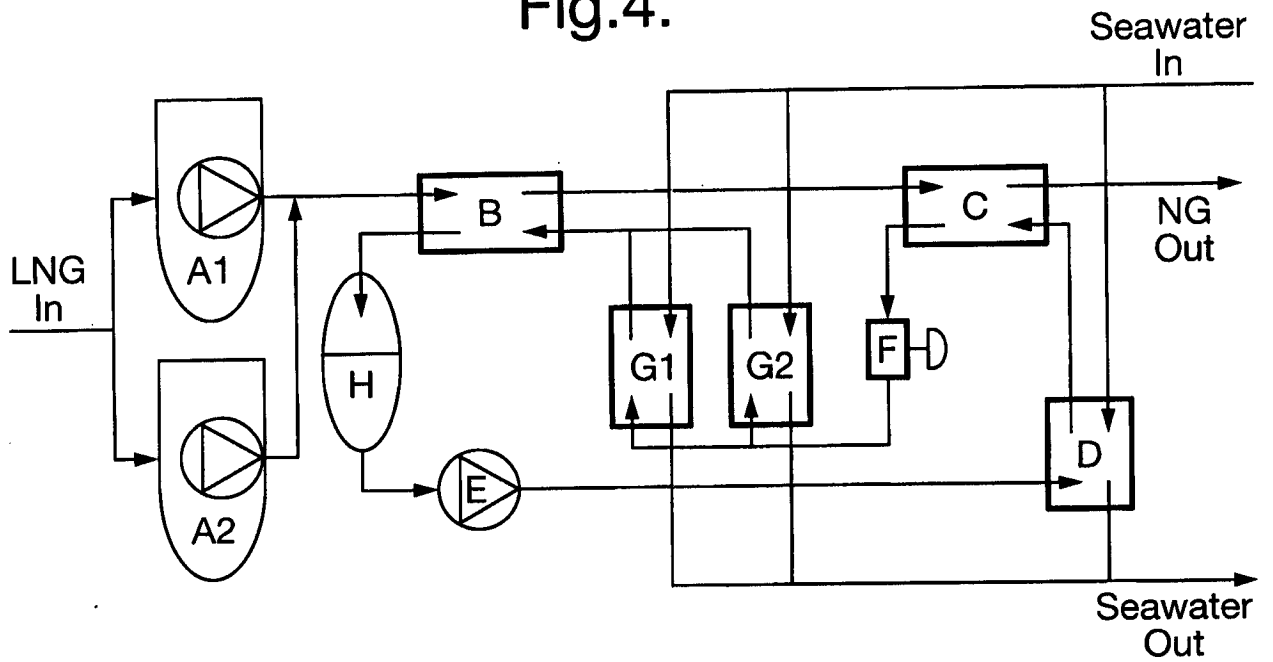 Fig.4.
Seawater
In
LNG
In
A1
A2
B
H
E
G1
G2
C
F
D
NG
Out
Seawater
Out